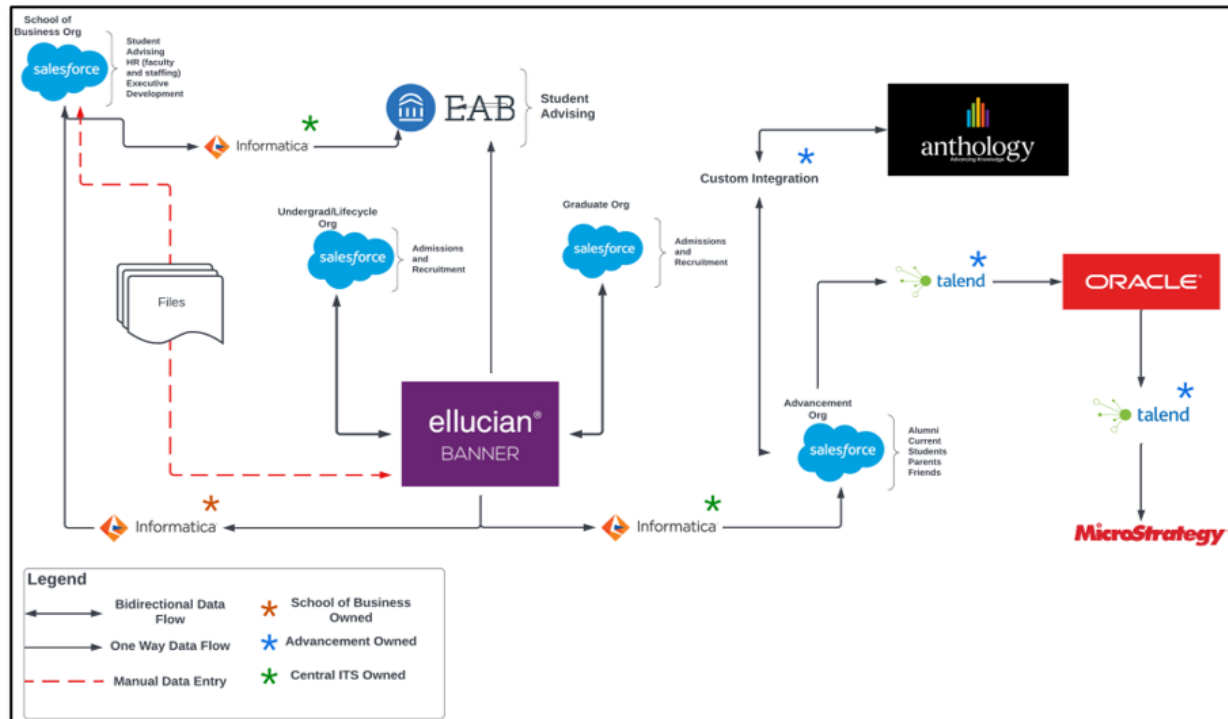 School of
Business Org
salesforce
Student
Advising
HR (faculty
and staffing)
Executive
Development
Informatica
EAB
Student
Advising
anthology
Advancing Knowledge
Custom Integration
Undergrad/Lifecycle
Org
salesforce
Admissions
and
Recruitment
Graduate Org
salesforce
Admissions
and
Recruitment
Files
talend
ORACLE®
ellucian®
BANNER
Advancement
Org
salesforce
Alumni
Current
Students
Parents
Friends
talend
Informatica
Informatica
MicroStrategy
Legend
Bidirectional Data
Flow
School of Business
Owned
One Way Data Flow
Advancement Owned
Manual Data Entry
Central ITS Owned